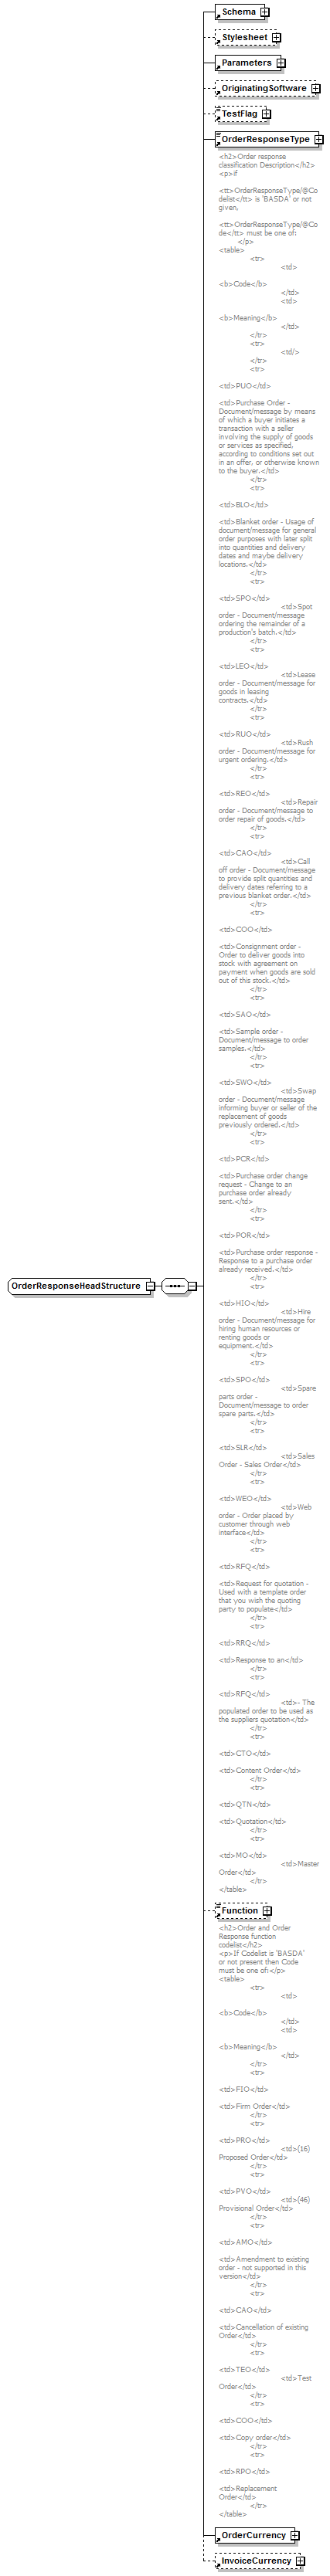 Schema
Stylesheet
Parameters
OriginatingSoftware
TestFlag
OrderResponseType
<h2>Order response
classification Description</h2>
<p>if
<tt>OrderResponseType/@Co
delist</tt> is 'BASDA' or not
given,
<tt>OrderResponseType/@Co
de</tt> must be one of:
</p>
<table>
<tr>
<td>
<b>Code</b>
</td>
<td>
<b>Meaning</b>
</td>
</tr>
<tr>
<td/>
</tr>
<tr>
<td>PUO</td>
<td>Purchase Order -
Document/message by means
of which a buyer initiates a
transaction with a seller
involving the supply of goods
or services as specified,
according to conditions set out
in an offer, or otherwise known
to the buyer.</td>
</tr>
<tr>
<td>BLO</td>
<td>Blanket order - Usage of
document/message for general
order purposes with later split
into quantities and delivery
dates and maybe delivery
locations.</td>
</tr>
<tr>
<td>SPO</td>
<td>Spot
order - Document/message
ordering the remainder of a
production's batch.</td>
</tr>
<tr>
<td>LEO</td>
<td>Lease
order - Document/message for
goods in leasing
contracts.</td>
</tr>
<tr>
<td>RUO</td>
<td>Rush
order - Document/message for
urgent ordering.</td>
</tr>
<tr>
<td>REO</td>
<td>Repair
order - Document/message to
order repair of goods.</td>
</tr>
<tr>
<td>CAO</td>
<td>Call
off order - Document/message
to provide split quantities and
delivery dates referring to a
previous blanket order.</td>
</tr>
<tr>
<td>COO</td>
<td>Consignment order -
Order to deliver goods into
stock with agreement on
payment when goods are sold
out of this stock.</td>
</tr>
<tr>
<td>SAO</td>
<td>Sample order -
Document/message to order
samples.</td>
</tr>
<tr>
<td>SWO</td>
<td>Swap
order - Document/message
informing buyer or seller of the
replacement of goods
previously ordered.</td>
</tr>
<tr>
<td>PCR</td>
<td>Purchase order change
request - Change to an
purchase order already
sent.</td>
</tr>
<tr>
<td>POR</td>
<td>Purchase order response -
Response to a purchase order
already received.</td>
</tr>
<tr>
OrderResponseHeadStructure
<td>HIO</td>
<td>Hire
order - Document/message for
hiring human resources or
renting goods or
equipment.</td>
</tr>
<tr>
<td>SPO</td>
<td>Spare
parts order -
Document/message to order
spare parts.</td>
</tr>
<tr>
<td>SLR</td>
<td>Sales
Order - Sales Order</td>
</tr>
<tr>
<td>WEO</td>
<td>Web
order - Order placed by
customer through web
interface</td>
</tr>
<tr>
<td>RFQ</td>
<td>Request for quotation -
Used with a template order
that you wish the quoting
party to populate</td>
</tr>
<tr>
<td>RRQ</td>
<td>Response to an</td>
</tr>
<tr>
<td>RFQ</td>
<td>- The
populated order to be used as
the suppliers quotation</td>
</tr>
<tr>
<td>CTO</td>
<td>Content Order</td>
</tr>
<tr>
<td>QTN</td>
<td>Quotation</td>
</tr>
<tr>
<td>MO</td>
<td>Master
Order</td>
</tr>
</table>
Function
<h2>Order and Order
Response function
codelist</h2>
<p>If Codelist is 'BASDA'
or not present then Code
must be one of:</p>
<table>
<tr>
<td>
<b>Code</b>
</td>
<td>
<b>Meaning</b>
</td>
</tr>
<tr>
<td>FIO</td>
<td>Firm Order</td>
</tr>
<tr>
<td>PRO</td>
<td>(16)
Proposed Order</td>
</tr>
<tr>
<td>PVO</td>
<td>(46)
Provisional Order</td>
</tr>
<tr>
<td>AMO</td>
<td>Amendment to existing
order - not supported in this
version</td>
</tr>
<tr>
<td>CAO</td>
<td>Cancellation of existing
Order</td>
</tr>
<tr>
<td>TEO</td>
<td>Test
Order</td>
</tr>
<tr>
<td>COO</td>
<td>Copy order</td>
</tr>
<tr>
<td>RPO</td>
<td>Replacement
Order</td>
</tr>
</table>
OrderCurrency
InvoiceCurrency